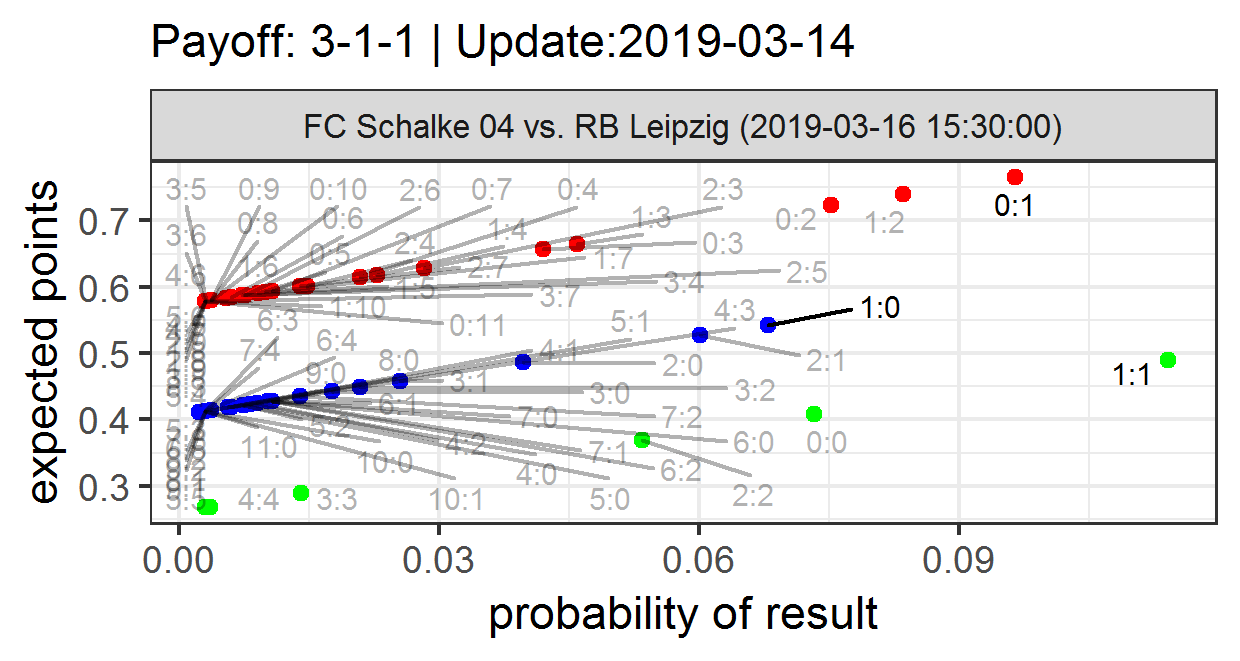 Payoff: 3-1-1 | Update:2019-03-14
FC Schalke 04 vs. RB Leipzig (2019-03-16 15:30:00)
expected points
0.7
0.6
0.5
0.4
0.3
3:5 0:9 0:10 2:6 0:7 0:4 2:3
0:1
3:6 0:8 0:6 1:4 1:3 0:2 1:2
4:6 1:6 0:5 2:4 2:7 1:7 0:3
1:5 3:7 3:4 2:5
1:10 0:11
6:3 5:1 4:3 1:0
7:4 6:4 4:1 2:1
9:0 8:0 3:1 2:0
1:1
6:1 3:0 3:2
5:2 7:0 7:2
11:0 4:2 7:1 6:0 0:0
10:0 4:0 6:2
5:5 4:4 3:3 10:1 5:0 2:2
0.00 0.03 0.06 0.09
probability of result